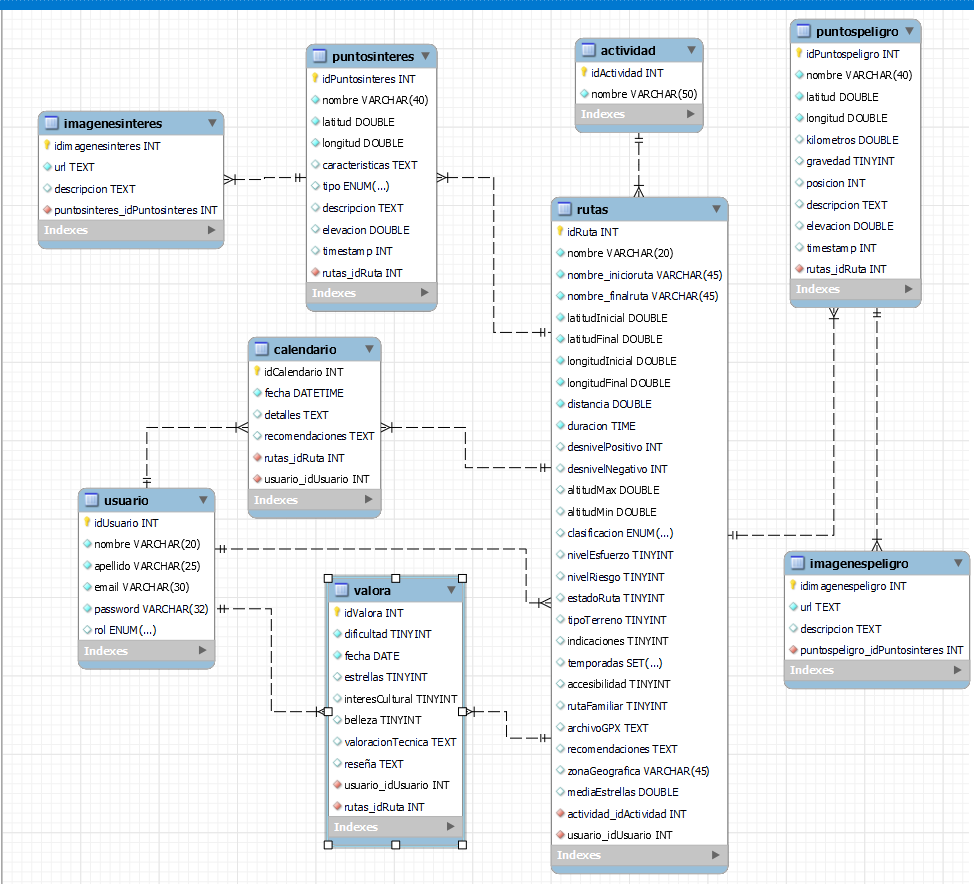 imagenesinteres
idimagenesinteres INT
url TEXT
descripcion TEXT
puntosinteres_idPuntosinteres INT
Indexes
puntosinteres
idPuntosinteres INT
nombre VARCHAR(40)
latitud DOUBLE
longitud DOUBLE
caracteristicas TEXT
tipo ENUM(...)
descripcion TEXT
elevacion DOUBLE
timestamp INT
rutas_idRuta INT
Indexes
actividad
idActividad INT
nombre VARCHAR(50)
Indexes
puntospeligro
idPuntospeligro INT
nombre VARCHAR(40)
latitud DOUBLE
longitud DOUBLE
kilometros DOUBLE
gravedad TINYINT
posicion INT
descripcion TEXT
elevacion DOUBLE
timestamp INT
rutas_idRuta INT
Indexes
calendario
idCalendario INT
fecha DATETIME
detalles TEXT
recomendaciones TEXT
rutas_idRuta INT
usuario_idUsuario INT
Indexes
usuario
idUsuario INT
nombre VARCHAR(20)
apellido VARCHAR(25)
email VARCHAR(30)
password VARCHAR(32)
rol ENUM(...)
Indexes
valora
idValora INT
dificultad TINYINT
fecha DATE
estrellas TINYINT
interesCultural TINYINT
belleza TINYINT
valoracionTecnica TEXT
reseña TEXT
usuario_idUsuario INT
rutas_idRuta INT
Indexes
rutas
idRuta INT
nombre VARCHAR(20)
nombre_inicioruta VARCHAR(45)
nombre_finalruta VARCHAR(45)
latitudInicial DOUBLE
latitudFinal DOUBLE
longitudInicial DOUBLE
longitudFinal DOUBLE
distancia DOUBLE
duracion TIME
desnivelPositivo INT
desnivelNegativo INT
altitudMax DOUBLE
altitudMin DOUBLE
clasificacion ENUM(...)
nivelEsfuerzo TINYINT
nivelRiesgo TINYINT
estadoRuta TINYINT
tipoTerreno TINYINT
indicaciones TINYINT
temporadas SET(...)
accesibilidad TINYINT
rutaFamiliar TINYINT
archivoGPX TEXT
recomendaciones TEXT
zonaGeografica VARCHAR(45)
mediaEstrellas DOUBLE
actividad_idActividad INT
usuario_idUsuario INT
Indexes
imagenespeligro
idimagenespeligro INT
url TEXT
descripcion TEXT
puntospeligro_idPuntosinteres INT
Indexes